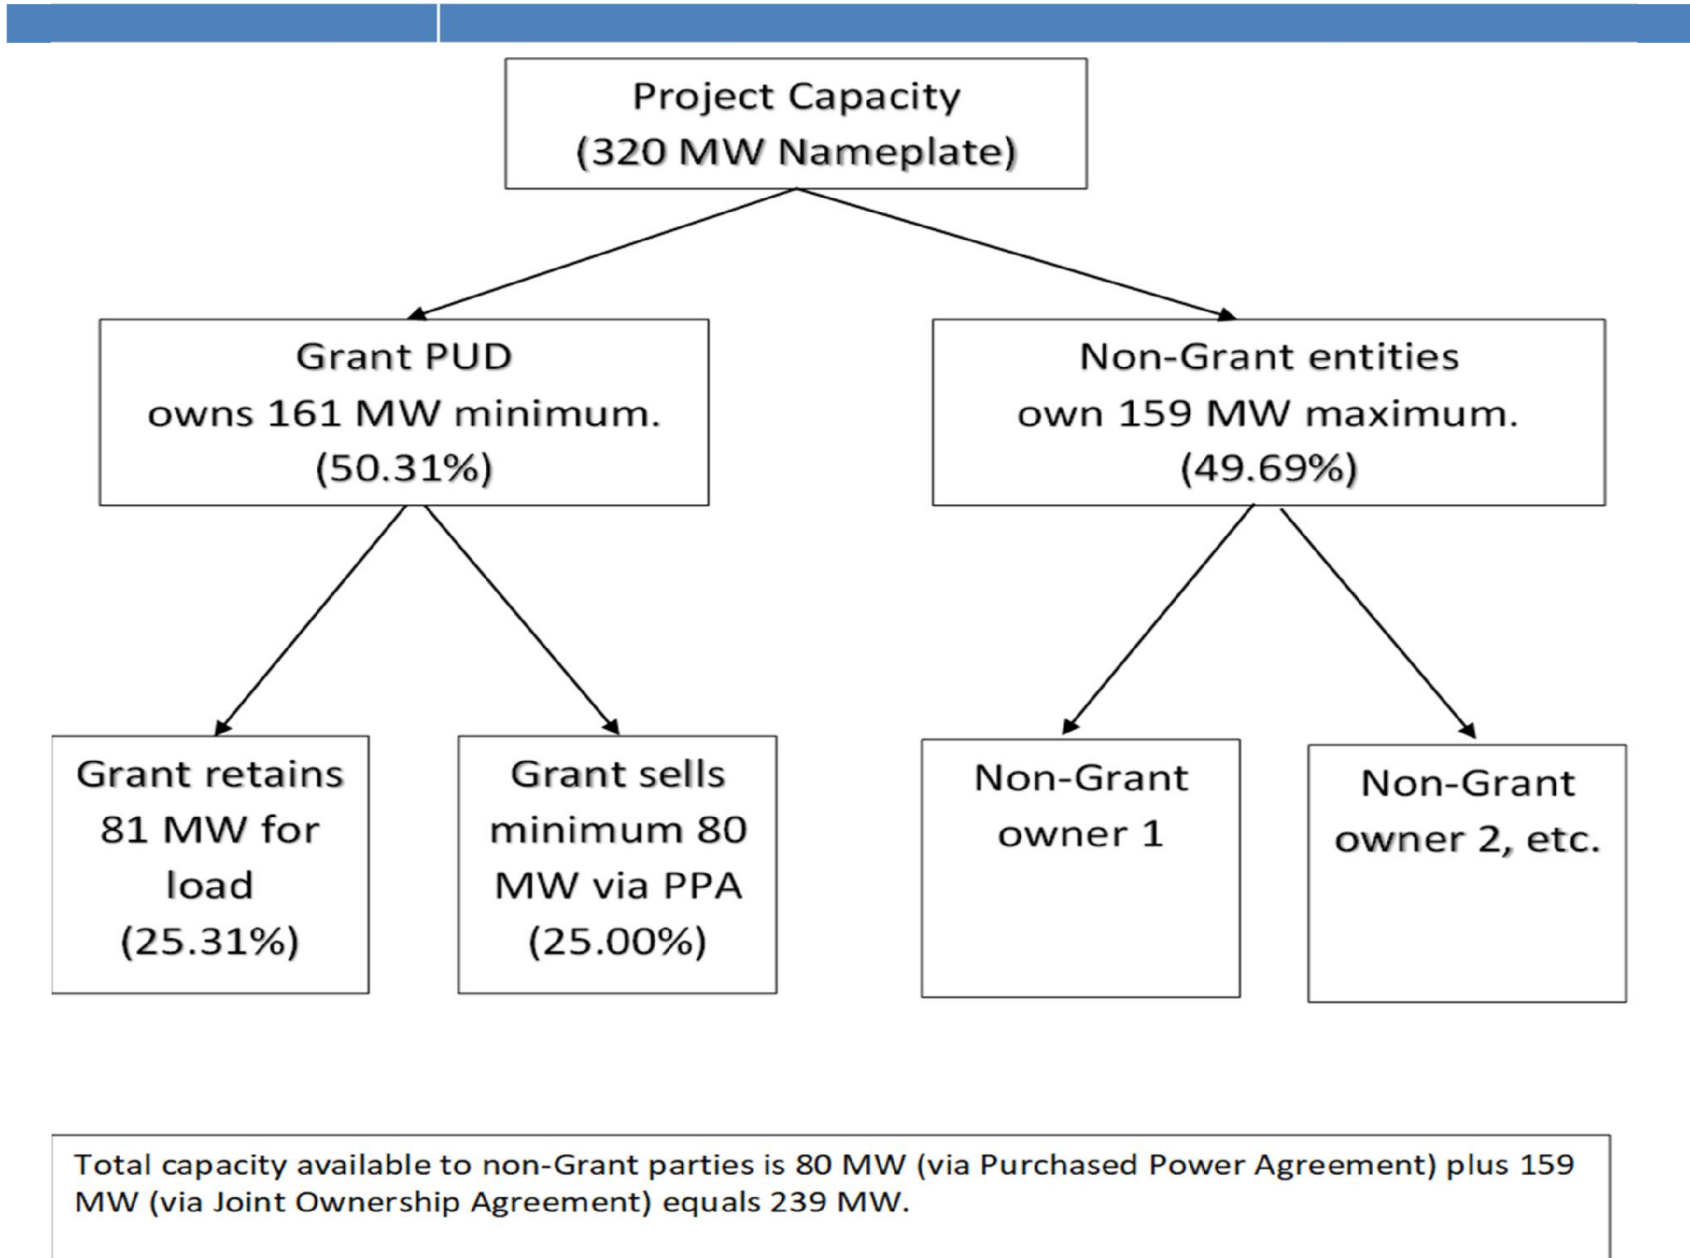 Project Capacity
(320 MW Nameplate)
Grant PUD
owns 161 MW minimum.
(50.31%)
Non-Grant entities
own 159 MW maximum.
(49.69%)
Grant retains
81 MW for
load
(25.31%)
Grant sells
minimum 80
MW via PPA
(25.00%)
Non-Grant
owner 1
Non-Grant
owner 2, etc.
Total capacity available to non-Grant parties is 80 MW (via Purchased Power Agreement) plus 159
MW (via Joint Ownership Agreement) equals 239 MW.